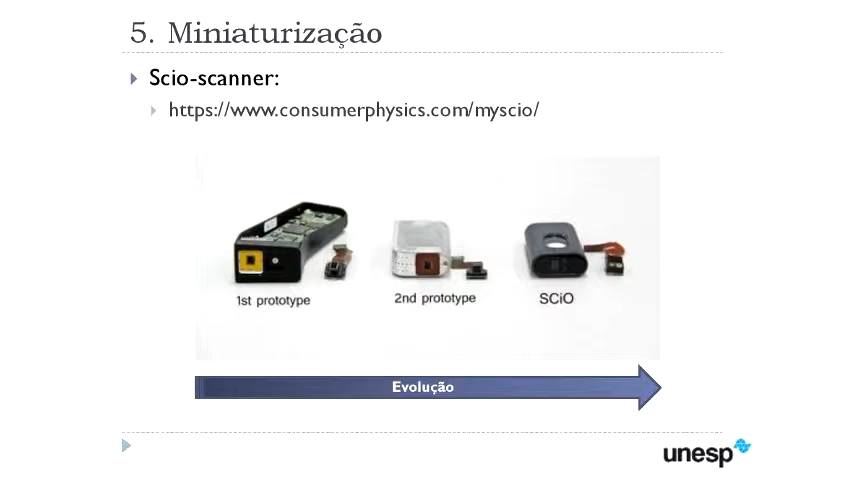 5. Miniaturização
Scio-scanner:
https://www.consumerphysics.com/myscio/
1st prototype
2nd prototype
SCiO
Evolução
unesp